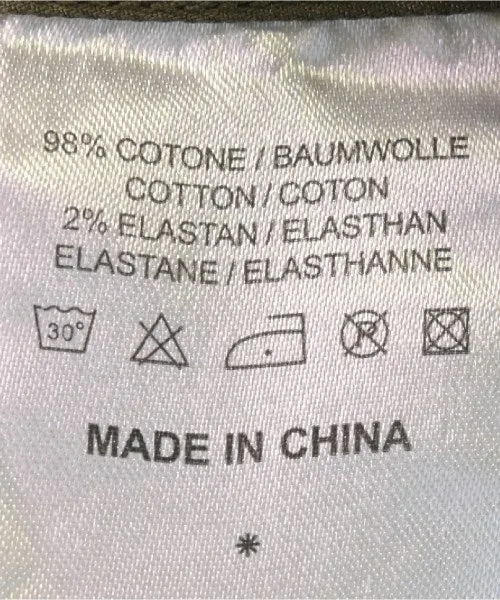 98% COTONE / BAUMWOLLE
COTTON / COTON
2% ELASTAN / ELASTHAN
ELASTANE / ELASTHANNE
30° P
MADE IN CHINA
*